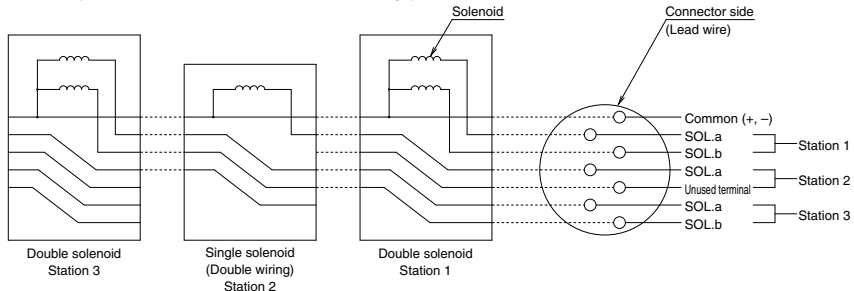 Solenoid
Connector side
(Lead wire)
Common (+, –)
SOL.a
SOL.b
Station 1
SOL.a
Unused terminal
Station 2
SOL.a
SOL.b
Station 3
Double solenoid
Station 3
Single solenoid
(Double wiring)
Station 2
Double solenoid
Station 1